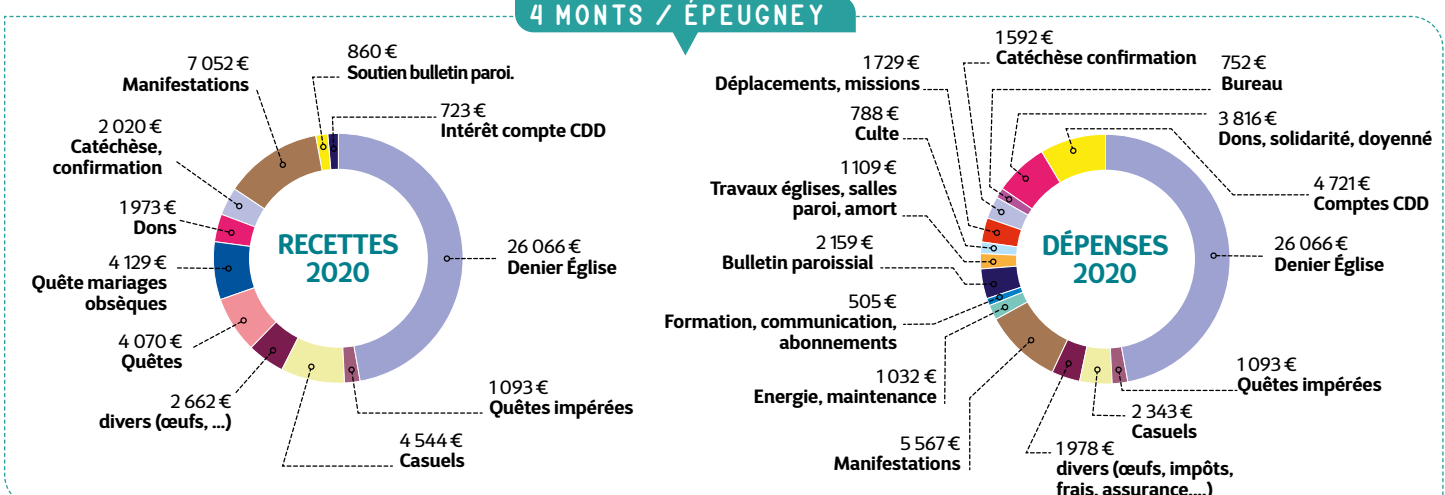 4 MONTS / ÉPEUGNEY
7 052 €
Manifestations
860 €
Soutien bulletin paroi.
723 €
Intérêt compte CDD
2 020 €
Catéchèse,
confirmation
1 973 €
Dons
4 129 €
Quête mariages
obsèques
4 070 €
Quêtes
2 662 €
divers (œufs, ...)
4 544 €
Casuels
1 093 €
Quêtes impérées
26 066 €
Denier Église
RECETTES
2020
1 592 €
Catéchèse confirmation
752 €
Bureau
3 816 €
Dons, solidarité, doyenné
4 721 €
Comptes CDD
26 066 €
Denier Église
1 093 €
Quêtes impérées
2 343 €
Casuels
1 978 €
divers (œufs, impôts,
frais, assurance,...)
5 567 €
Manifestations
1 032 €
Energie, maintenance
505 €
Formation, communication,
abonnements
2 159 €
Bulletin paroissial
1 109 €
Travaux églises, salles
paroi, amort
788 €
Culte
1 729 €
Déplacements, missions
DÉPENSES
2020